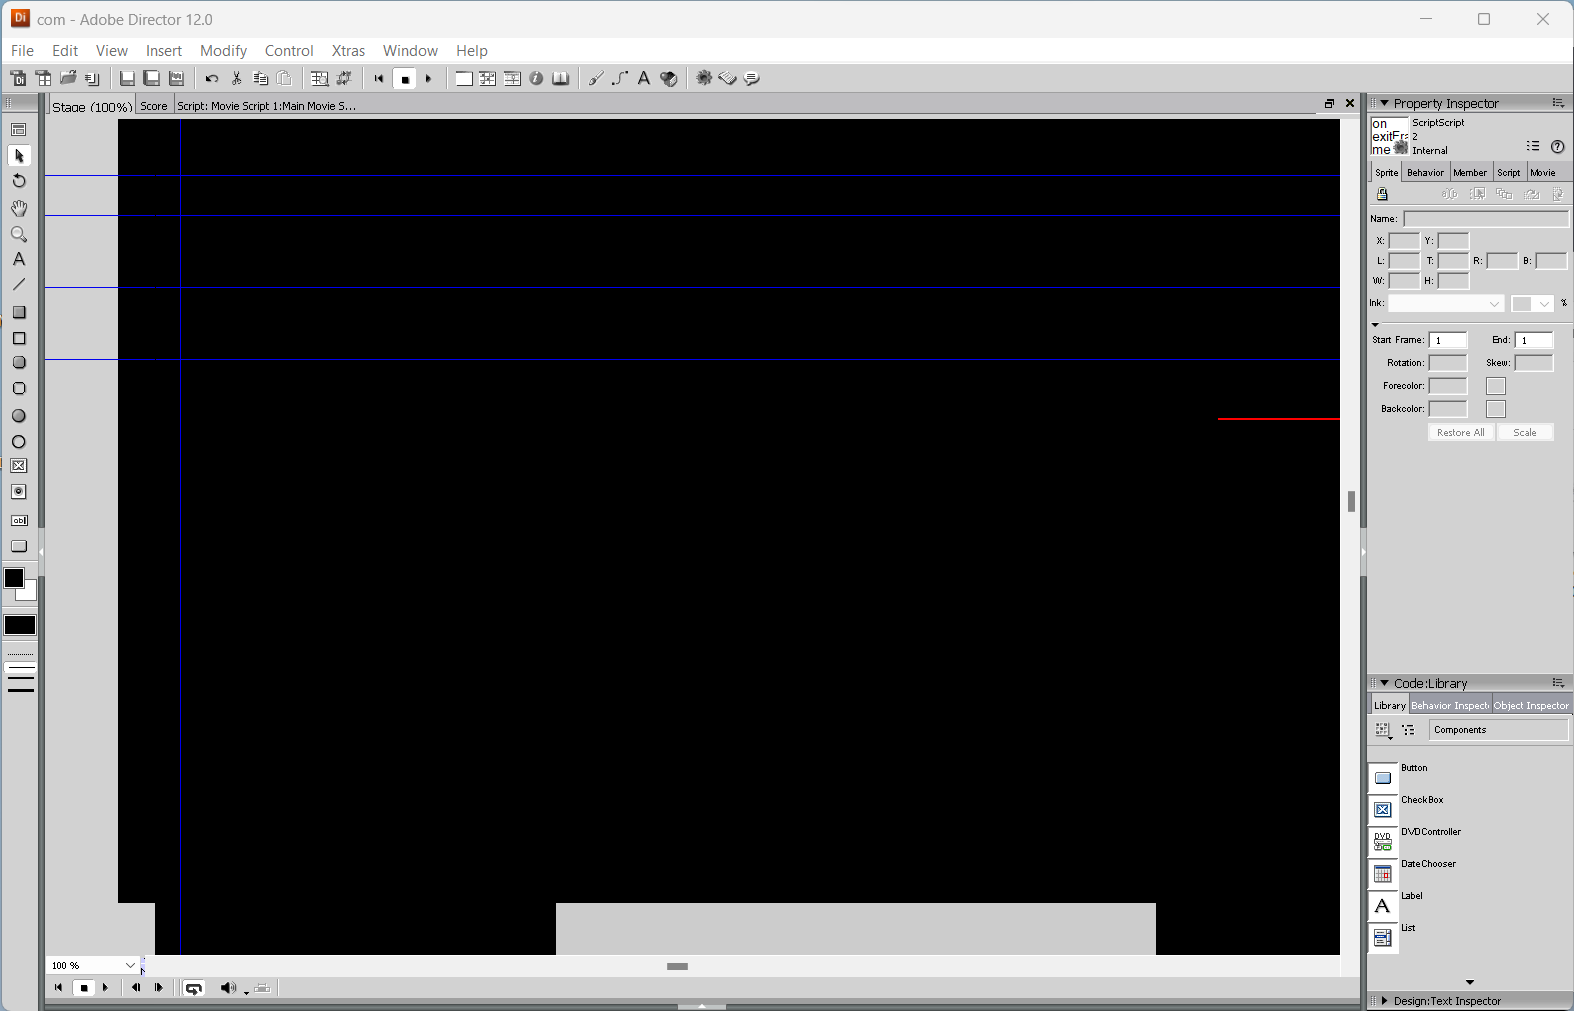 Di com - Adobe Director 12.0
File Edit View Insert Modify Control Xtras Window Help
Stage (100%) Score Script: Movie Script 1:Main Movie S...
Property Inspector
on
exitFra
me
ScriptScript
2
Internal
Sprite Behavior Member Script Movie
Name:
X: Y:
L: T: R: B:
W: H:
Ink: %
Start Frame: 1 End: 1
Rotation: Skew:
Forecolor:
Backcolor:
Restore All Scale
Code:Library
Library Behavior Inspect Object Inspector
Components
Button
CheckBox
DVD
DVDController
DateChooser
A Label
List
100 %
Design:Text Inspector